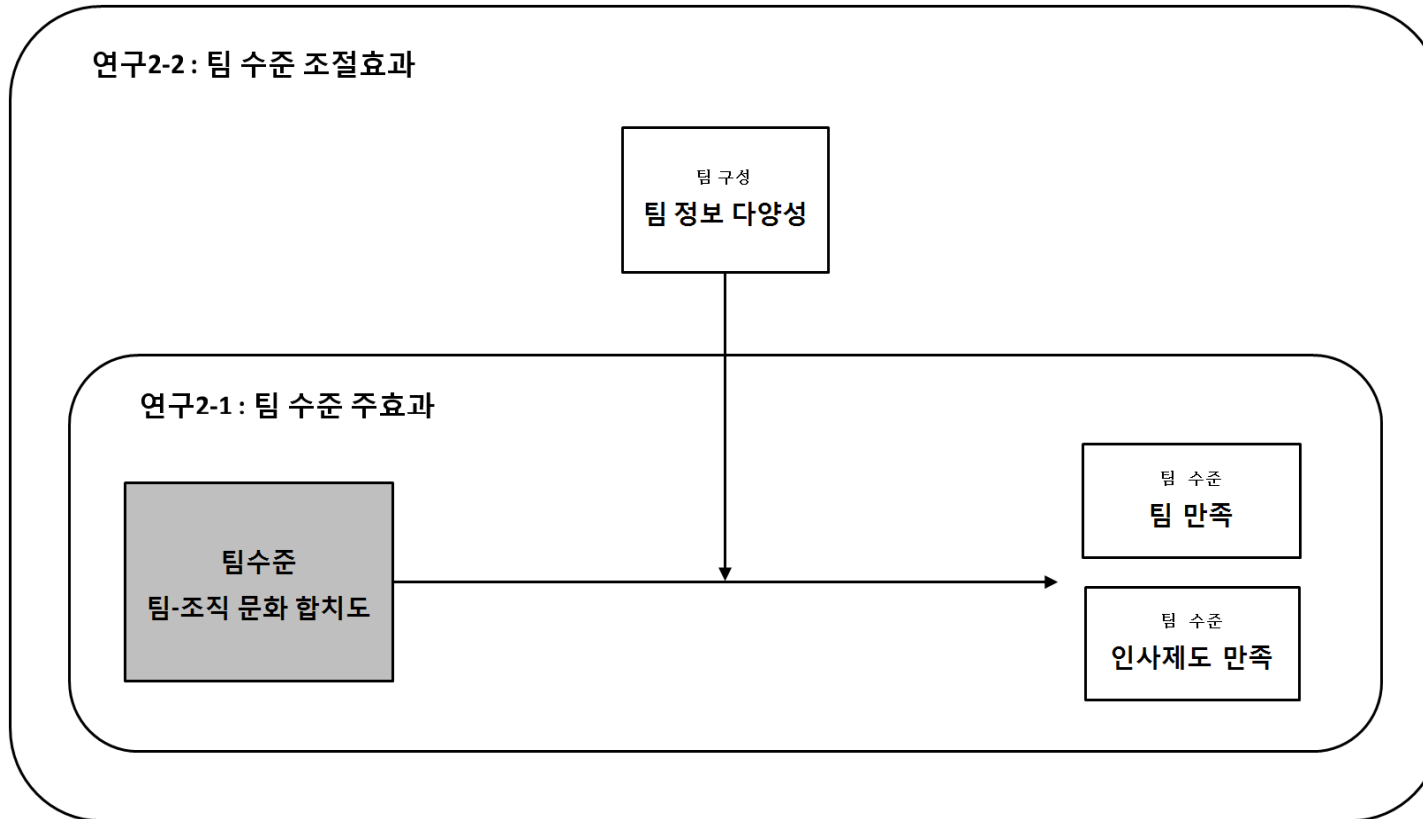 연구2-2 : 팀 수준 조절효과
팀 구성
팀 정보 다양성
연구2-1 : 팀 수준 주효과
팀수준
팀-조직 문화 합치도
팀 수준
팀 만족
팀 수준
인사제도 만족